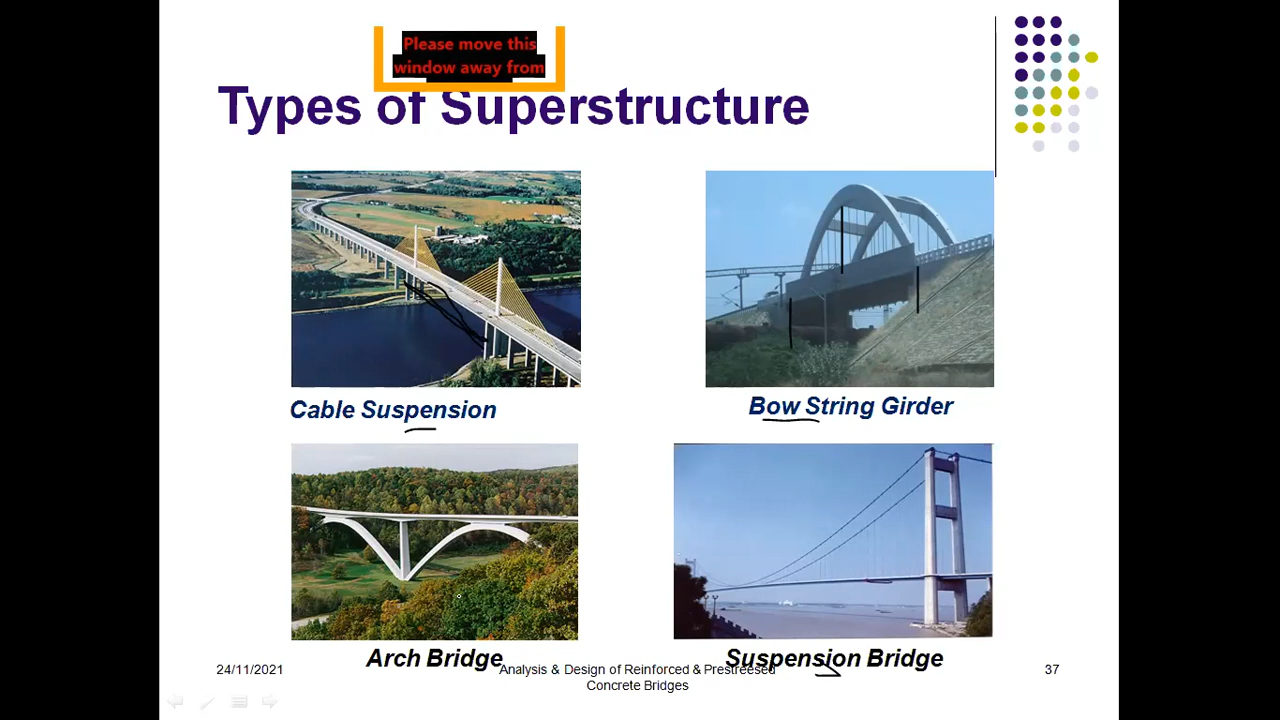 Please move this
window away from
Types of Superstructure
Cable Suspension
Bow String Girder
Arch Bridge
Suspension Bridge
24/11/2021
Analysis & Design of Reinforced & Prestreesed
Concrete Bridges
37